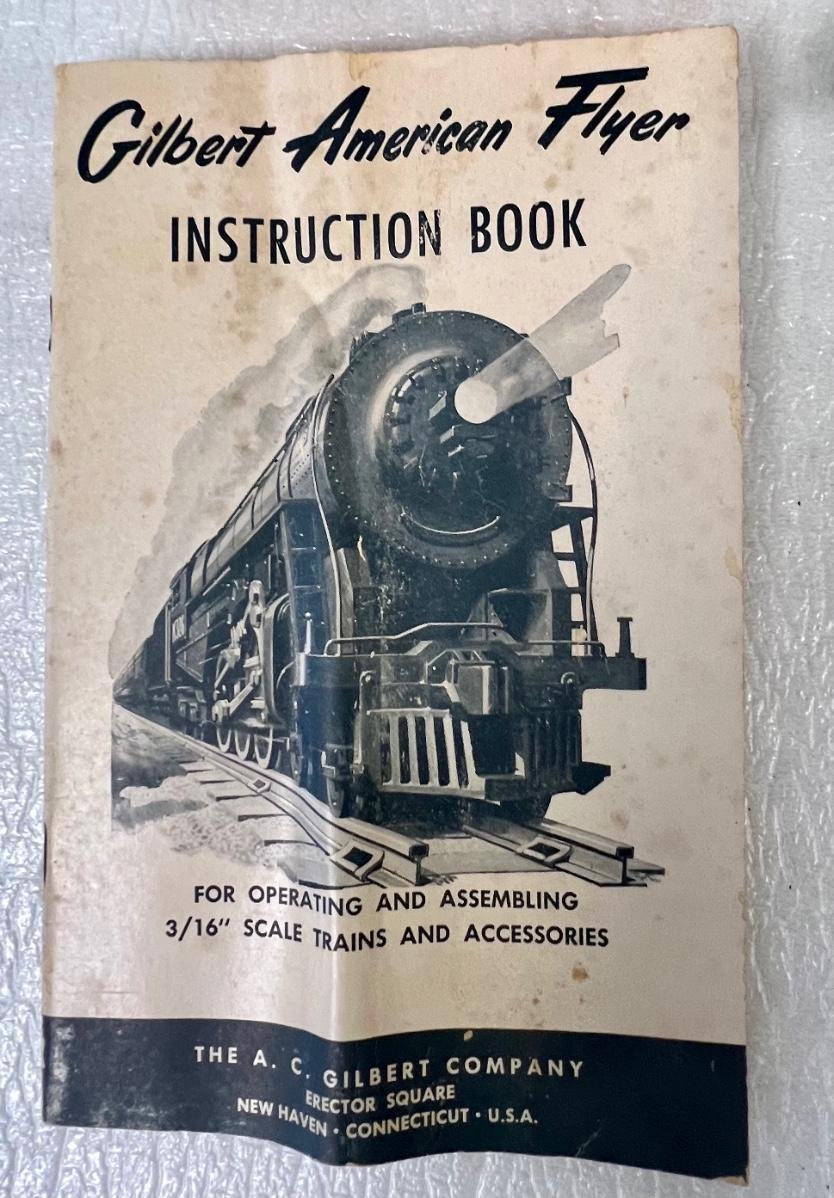 Gilbert American Flyer
INSTRUCTION BOOK
FOR OPERATING AND ASSEMBLING
3/16" SCALE TRAINS AND ACCESSORIES
THE A. C. GILBERT COMPANY
ERECTOR SQUARE
NEW HAVEN • CONNECTICUT • U.S.A.